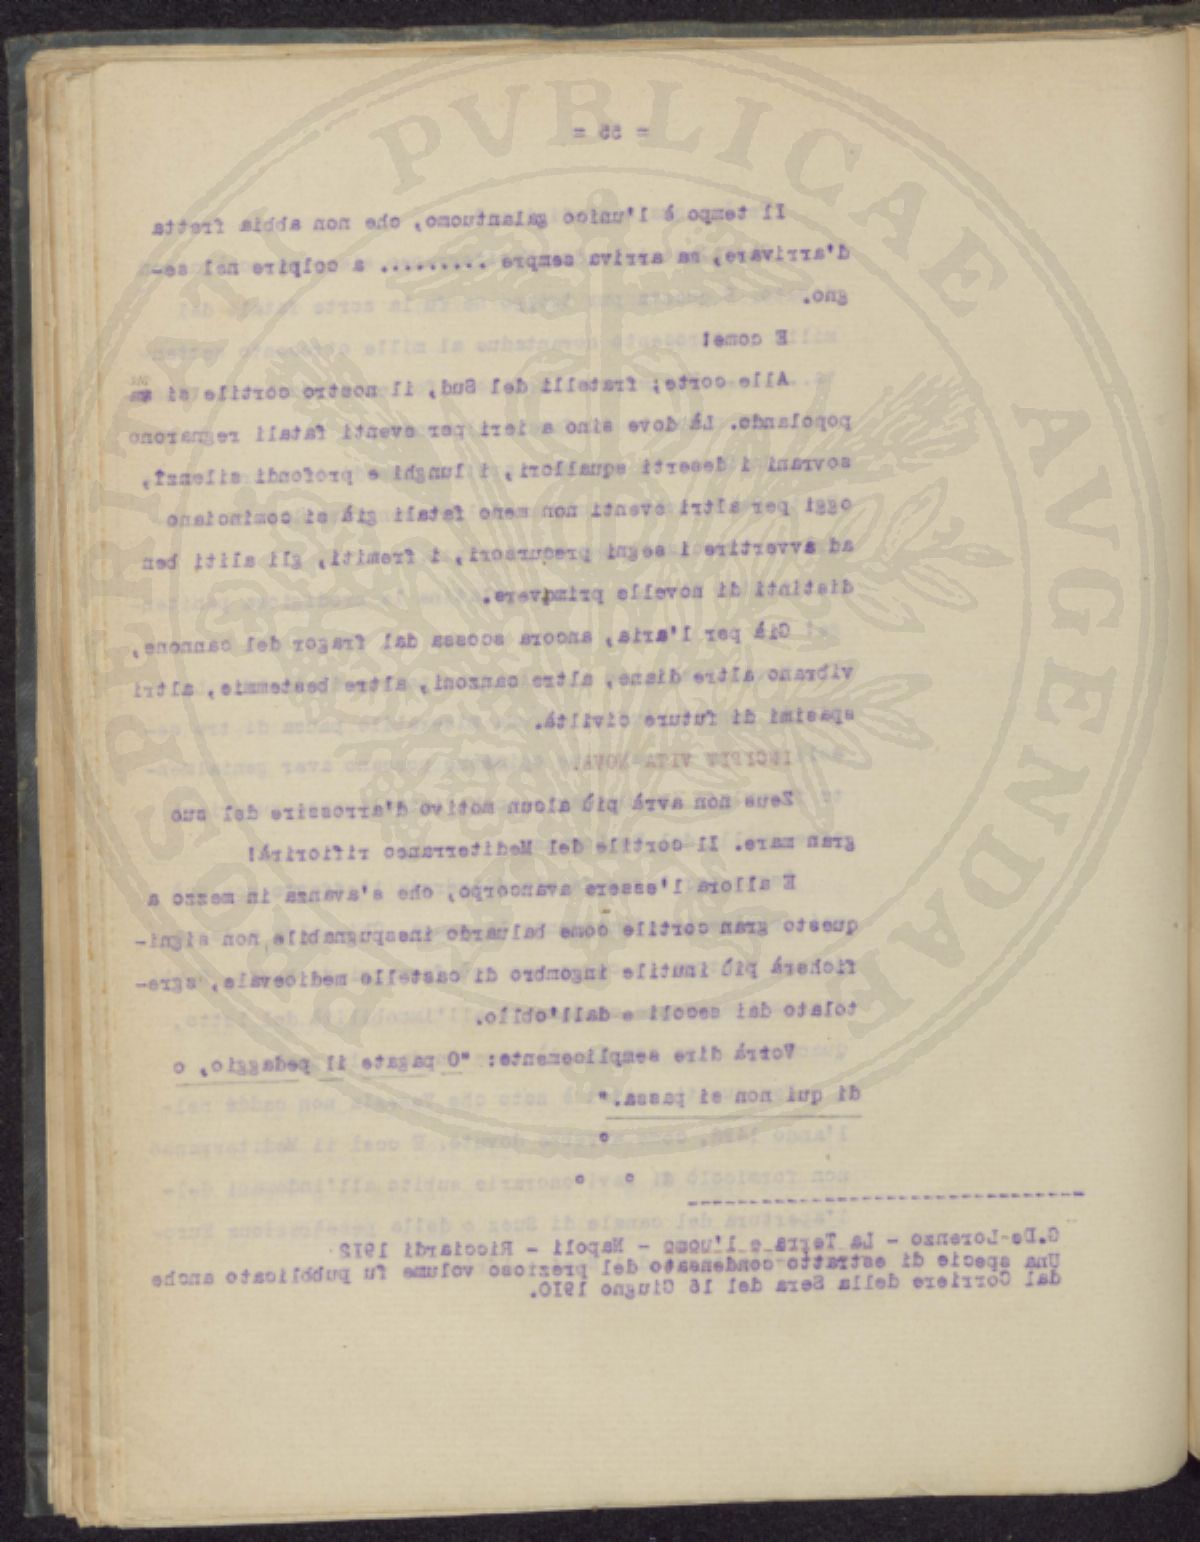 = 55 =
Il tempo è l'unico galantuomo, che non abbia fretta
d'arrivare, ma arriva sempre .......... a colpire nel se-
gno.
E come!
Alle corte; fratelli del Sud, il nostro cortile si va
popolando. Là dove sino a ieri per eventi fatali regnarono
sovrani i deserti squallori, i lunghi e profondi silenzî,
oggi per altri eventi non meno fatali già si cominciano
ad avvertire i segni precursori, i fremiti, gli aliti ben
distinti di novelle primavere.
Già per l'aria, ancora scossa dal fragor del cannone,
vibrano altre diane, altre canzoni, altre bestemmie, altri
spasimi di future civiltà.
INCIPIT VITA NOVA!
Zeus non avrà più alcun motivo d'arrossire del suo
gran mare. Il cortile del Mediterraneo rifiorirà!
E allora l'essere avancorpo, che s'avanza in mezzo a
questo gran cortile come baluardo inespugnabile non signi-
ficherà più inutile ingombro di castello medioevale, sgre-
tolato dai secoli e dall'oblio.
Votrà dire semplicemente: "O pagate il pedaggio, o
di qui non si passa."
°
° °
G.De-Lorenzo - La Terra e l'uomo - Napoli - Ricciardi 1912
Una specie di estratto condensato del prezioso volume fu pubblicato anche
dal Corriere della Sera del 16 Giugno 1910.
PROSPERITATI PVBLICAE AVGENDAE